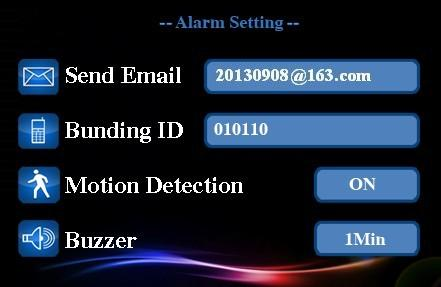 -- Alarm Setting --
Send Email 20130908@163.com
Bunding ID 010110
Motion Detection ON
Buzzer 1Min